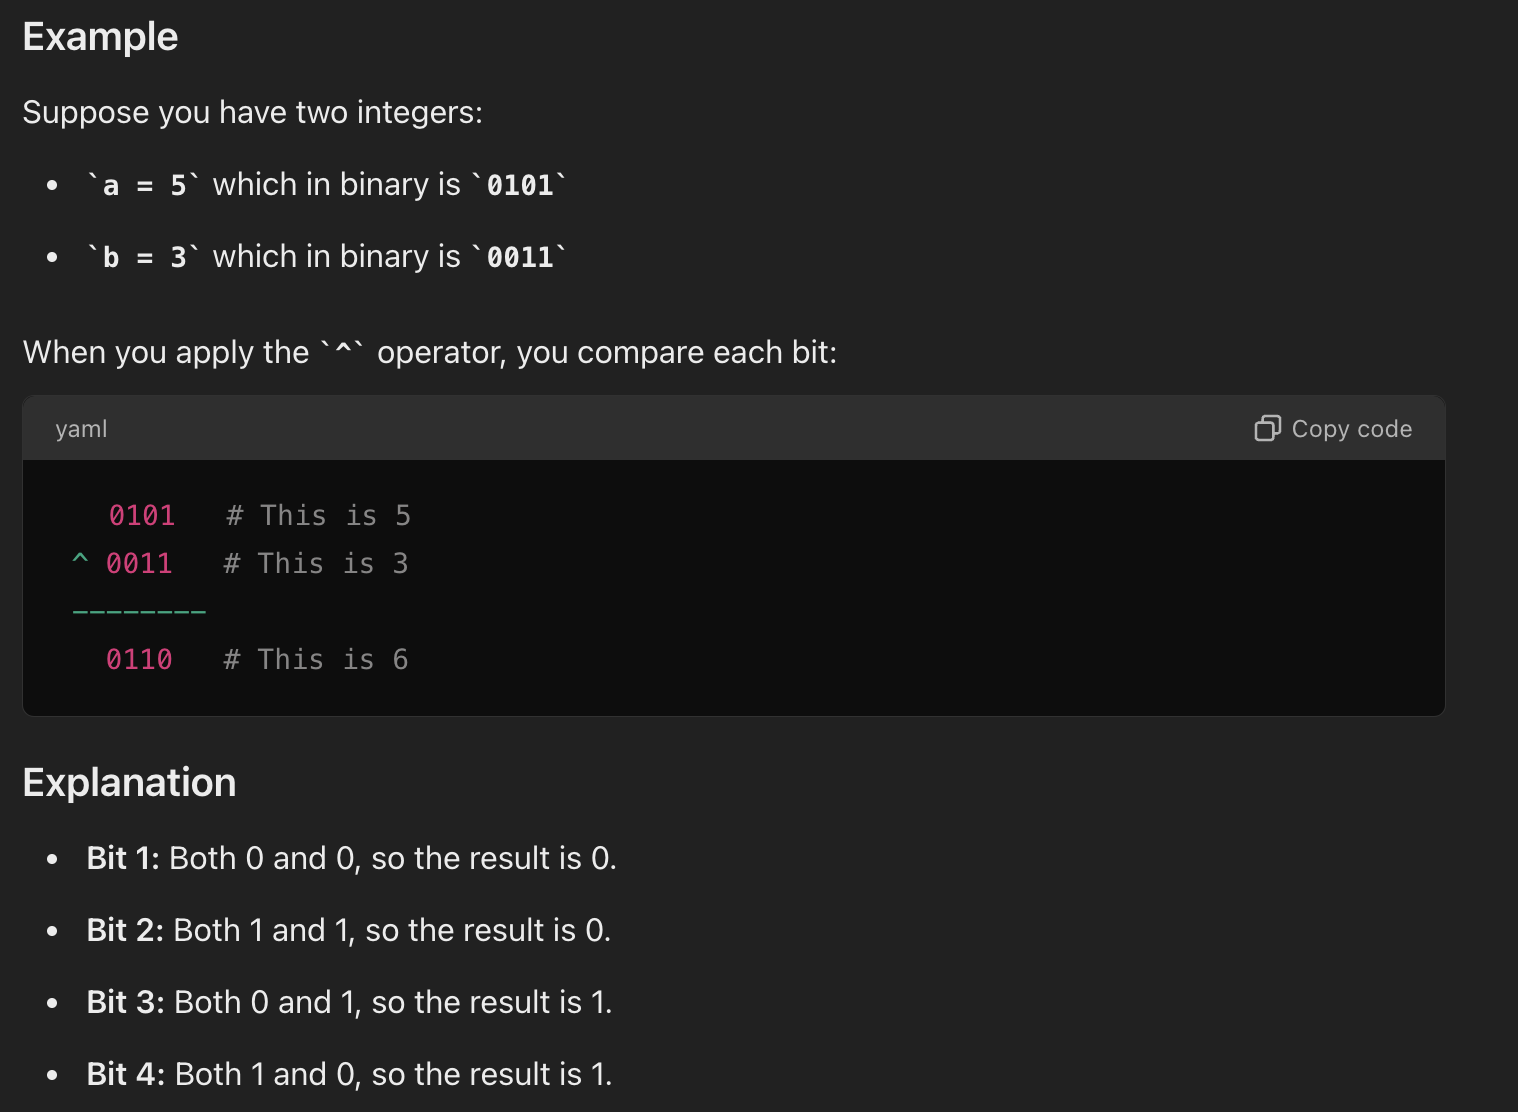 Example
Suppose you have two integers:
• `a = 5` which in binary is `0101`
• `b = 3` which in binary is `0011`
When you apply the `^` operator, you compare each bit:
yaml Copy code
0101 # This is 5
^ 0011 # This is 3
--------
0110 # This is 6
Explanation
• Bit 1: Both 0 and 0, so the result is 0.
• Bit 2: Both 1 and 1, so the result is 0.
• Bit 3: Both 0 and 1, so the result is 1.
• Bit 4: Both 1 and 0, so the result is 1.